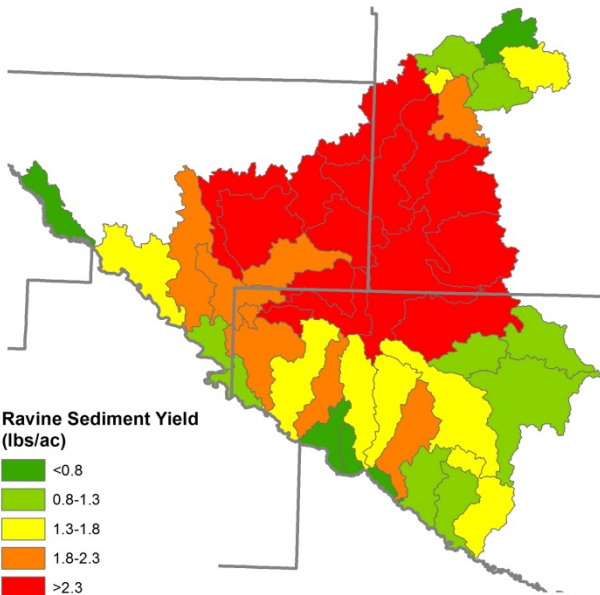 Ravine Sediment Yield
(lbs/ac)
<0.8
0.8-1.3
1.3-1.8
1.8-2.3
>2.3